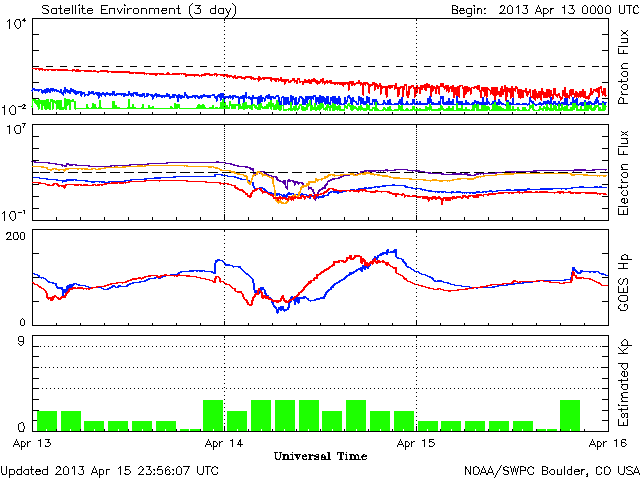 Satellite Environment (3 day) Begin: 2013 Apr 13 0000 UTC
10^4
10^-2
Proton Flux
10^7
10^-1
Electron Flux
200
0
GOES Hp
9
0
Estimated Kp
Apr 13 Apr 14 Apr 15 Apr 16
Universal Time
Updated 2013 Apr 15 23:56:07 UTC NOAA/SWPC Boulder, CO USA